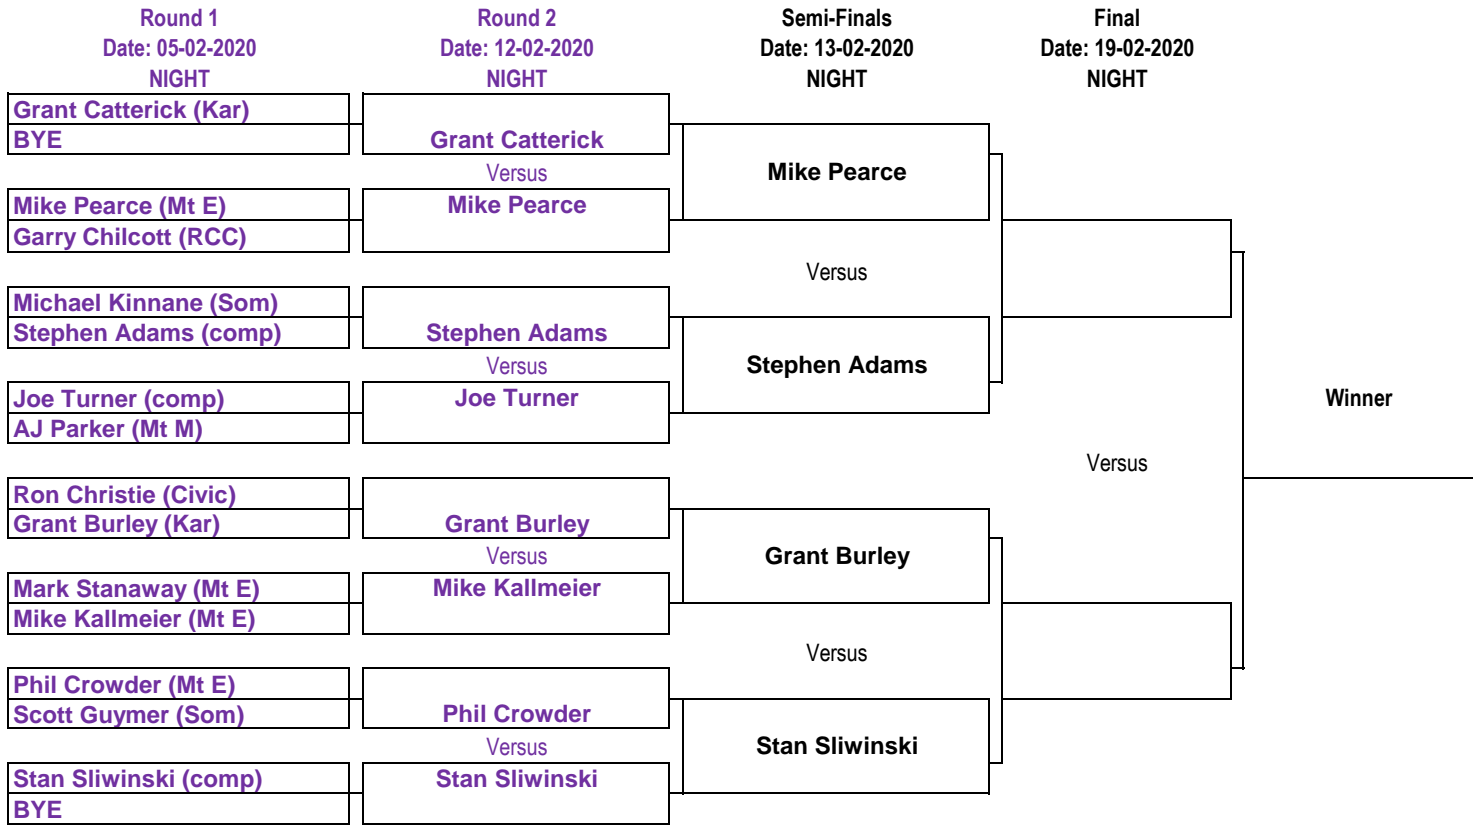 Round 1
Date: 05-02-2020
NIGHT
Round 2
Date: 12-02-2020
NIGHT
Semi-Finals
Date: 13-02-2020
NIGHT
Final
Date: 19-02-2020
NIGHT
Grant Catterick (Kar)
BYE
Mike Pearce (Mt E)
Garry Chilcott (RCC)
Michael Kinnane (Som)
Stephen Adams (comp)
Joe Turner (comp)
AJ Parker (Mt M)
Ron Christie (Civic)
Grant Burley (Kar)
Mark Stanaway (Mt E)
Mike Kallmeier (Mt E)
Phil Crowder (Mt E)
Scott Guymer (Som)
Stan Sliwinski (comp)
BYE
Grant Catterick
Versus
Mike Pearce
Stephen Adams
Versus
Joe Turner
Grant Burley
Versus
Mike Kallmeier
Phil Crowder
Versus
Stan Sliwinski
Mike Pearce
Versus
Stephen Adams
Grant Burley
Versus
Stan Sliwinski
Versus
Winner